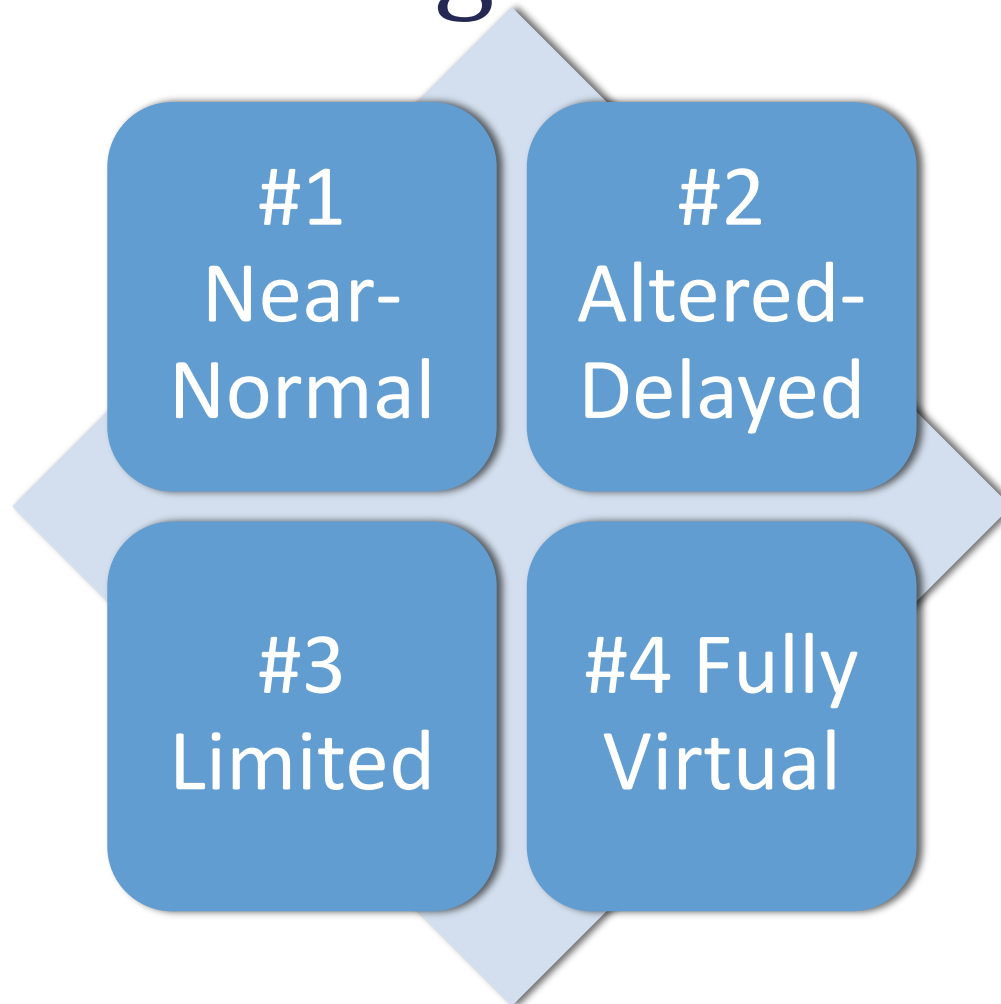 #1
Near-
Normal
#2
Altered-
Delayed
#3
Limited
#4 Fully
Virtual